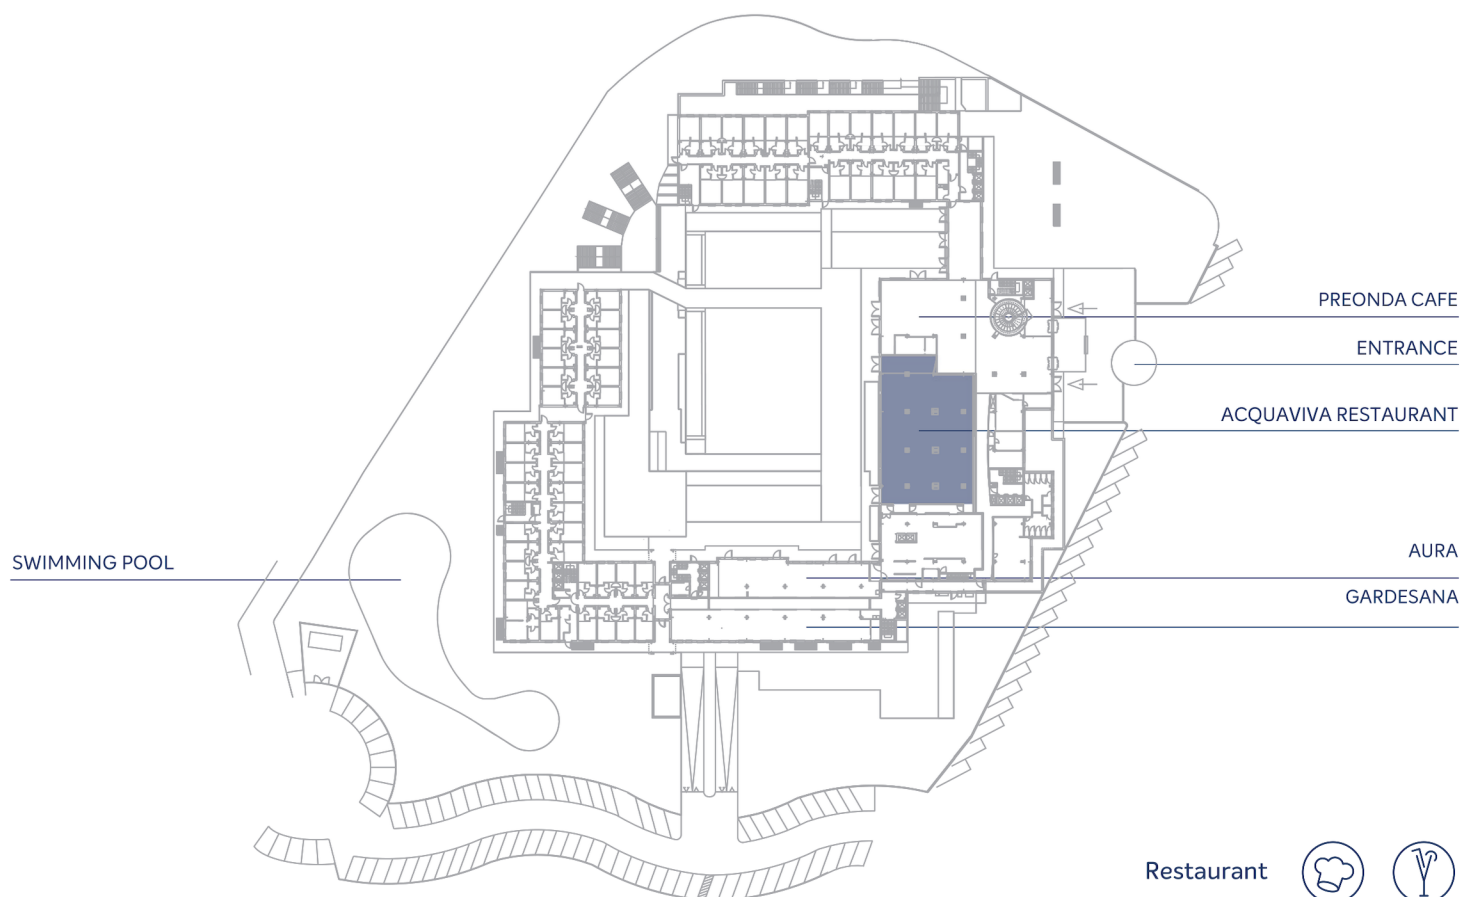 PREONDA CAFE
ENTRANCE
ACQUAVIVA RESTAURANT
AURA
SWIMMING POOL
GARDESANA
Restaurant